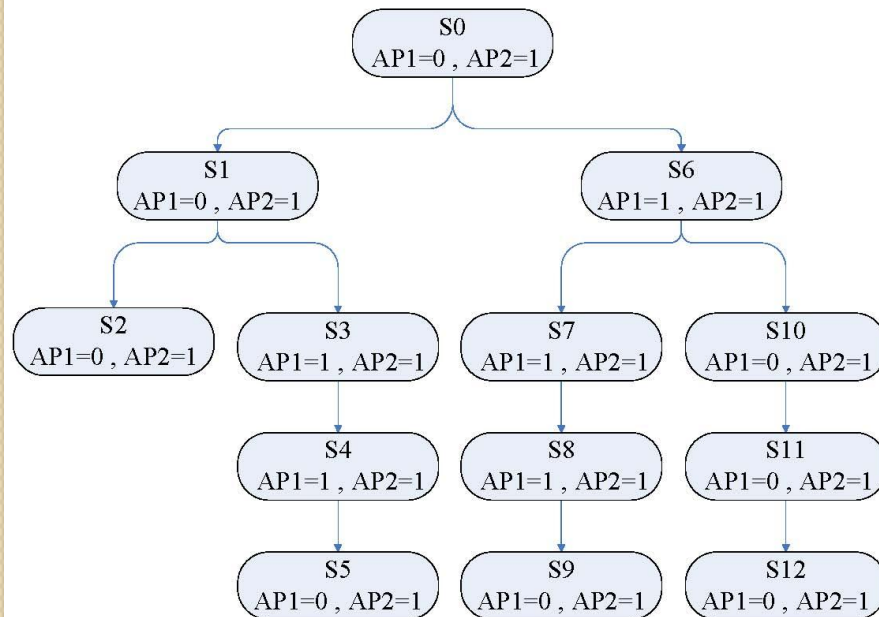 S0
AP1=0 , AP2=1
S1
AP1=0 , AP2=1
S6
AP1=1 , AP2=1
S2
AP1=0 , AP2=1
S3
AP1=1 , AP2=1
S7
AP1=1 , AP2=1
S10
AP1=0 , AP2=1
S4
AP1=1 , AP2=1
S8
AP1=1 , AP2=1
S11
AP1=0 , AP2=1
S5
AP1=0 , AP2=1
S9
AP1=0 , AP2=1
S12
AP1=0 , AP2=1